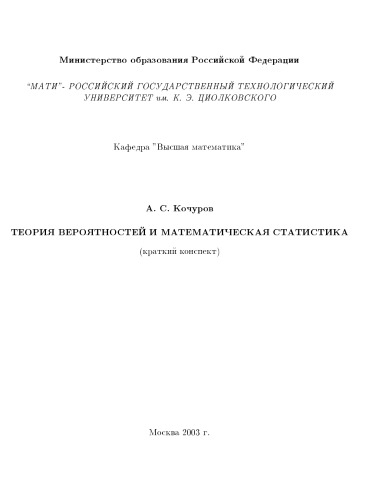 Министерство образования Российской Федерации
“МАТИ”- РОССИЙСКИЙ ГОСУДАРСТВЕННЫЙ ТЕХНОЛОГИЧЕСКИЙ
УНИВЕРСИТЕТ им. К. Э. ЦИОЛКОВСКОГО
Кафедра "Высшая математика"
А. С. Кочуров
ТЕОРИЯ ВЕРОЯТНОСТЕЙ И МАТЕМАТИЧЕСКАЯ СТАТИСТИКА
(краткий конспект)
Москва 2003 г.